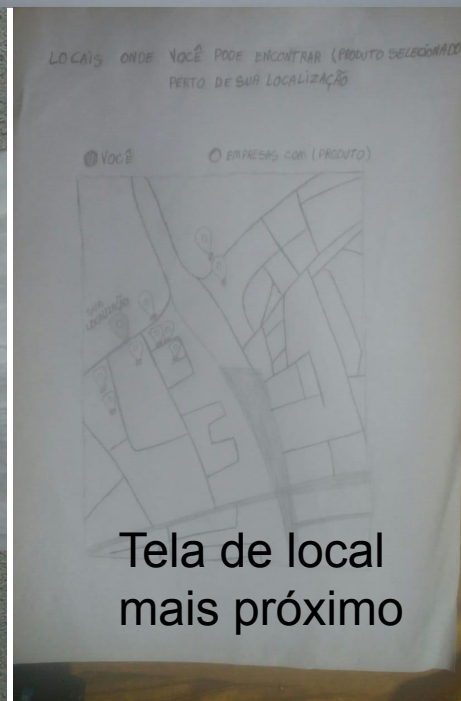 LOCAIS ONDE VOCÊ PODE ENCONTRAR (PRODUTO SELECIONADO
PERTO DE SUA LOCALIZAÇÃO
VOCÊ
EMPRESAS COM (PRODUTO)
SUA
LOCALIZAÇÃO
Tela de local
mais próximo